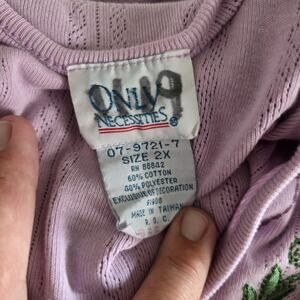 449
ONLY
NECESSITIES
07-9721-7
SIZE 2X
RN 88842
60% COTTON
40% POLYESTER
EXCLUSIVE OF DECORATION
MADE IN TAIWAN
R. O. C.